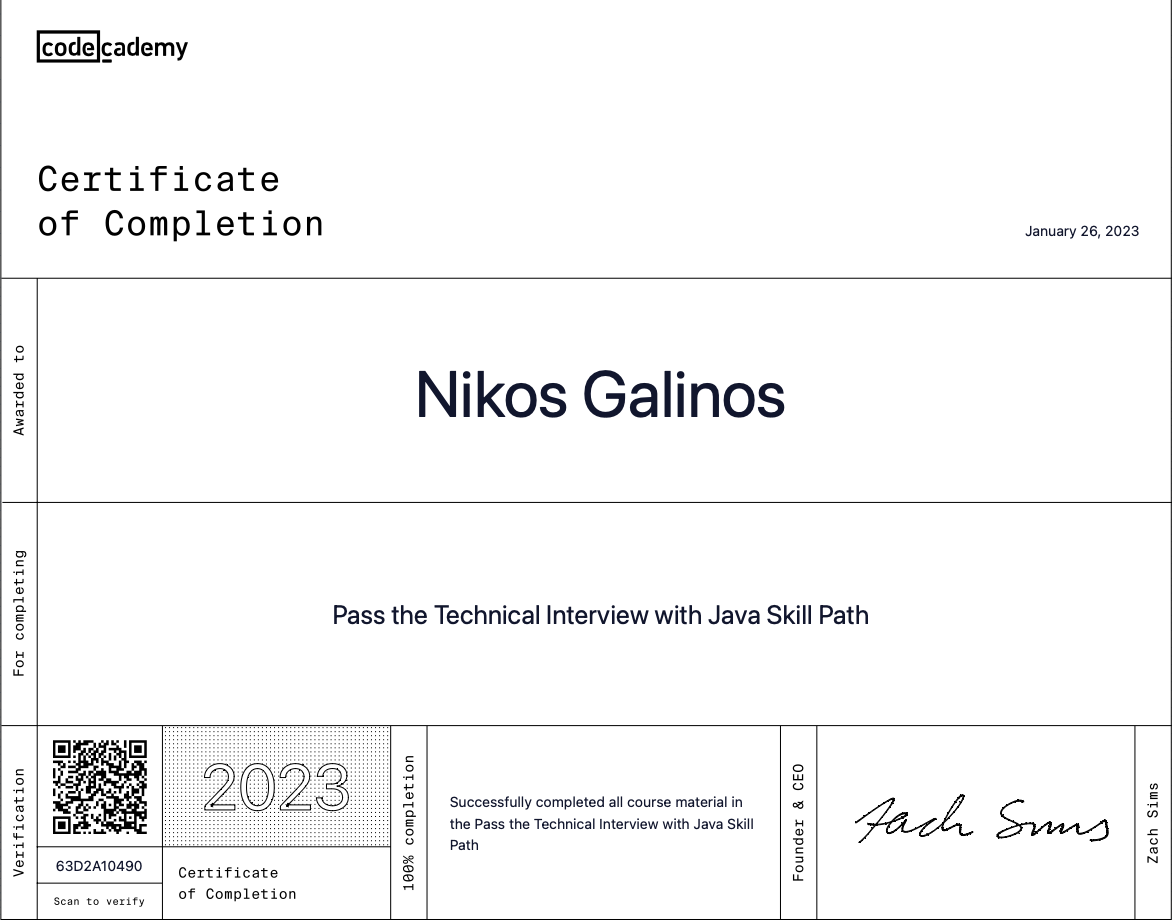 codecademy
Certificate
of Completion
January 26, 2023
Awarded to
Nikos Galinos
For completing
Pass the Technical Interview with Java Skill Path
Verification
63D2A10490
Scan to verify
2023
Certificate
of Completion
100% completion
Successfully completed all course material in
the Pass the Technical Interview with Java Skill
Path
Founder & CEO
Zach Sims
Zach Sims